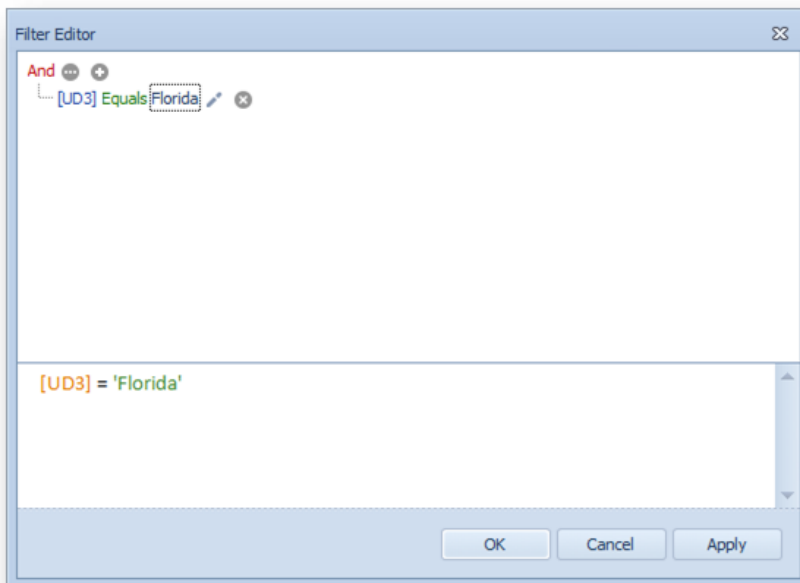 Filter Editor
And
[UD3] Equals Florida
[UD3] = 'Florida'
OK Cancel Apply